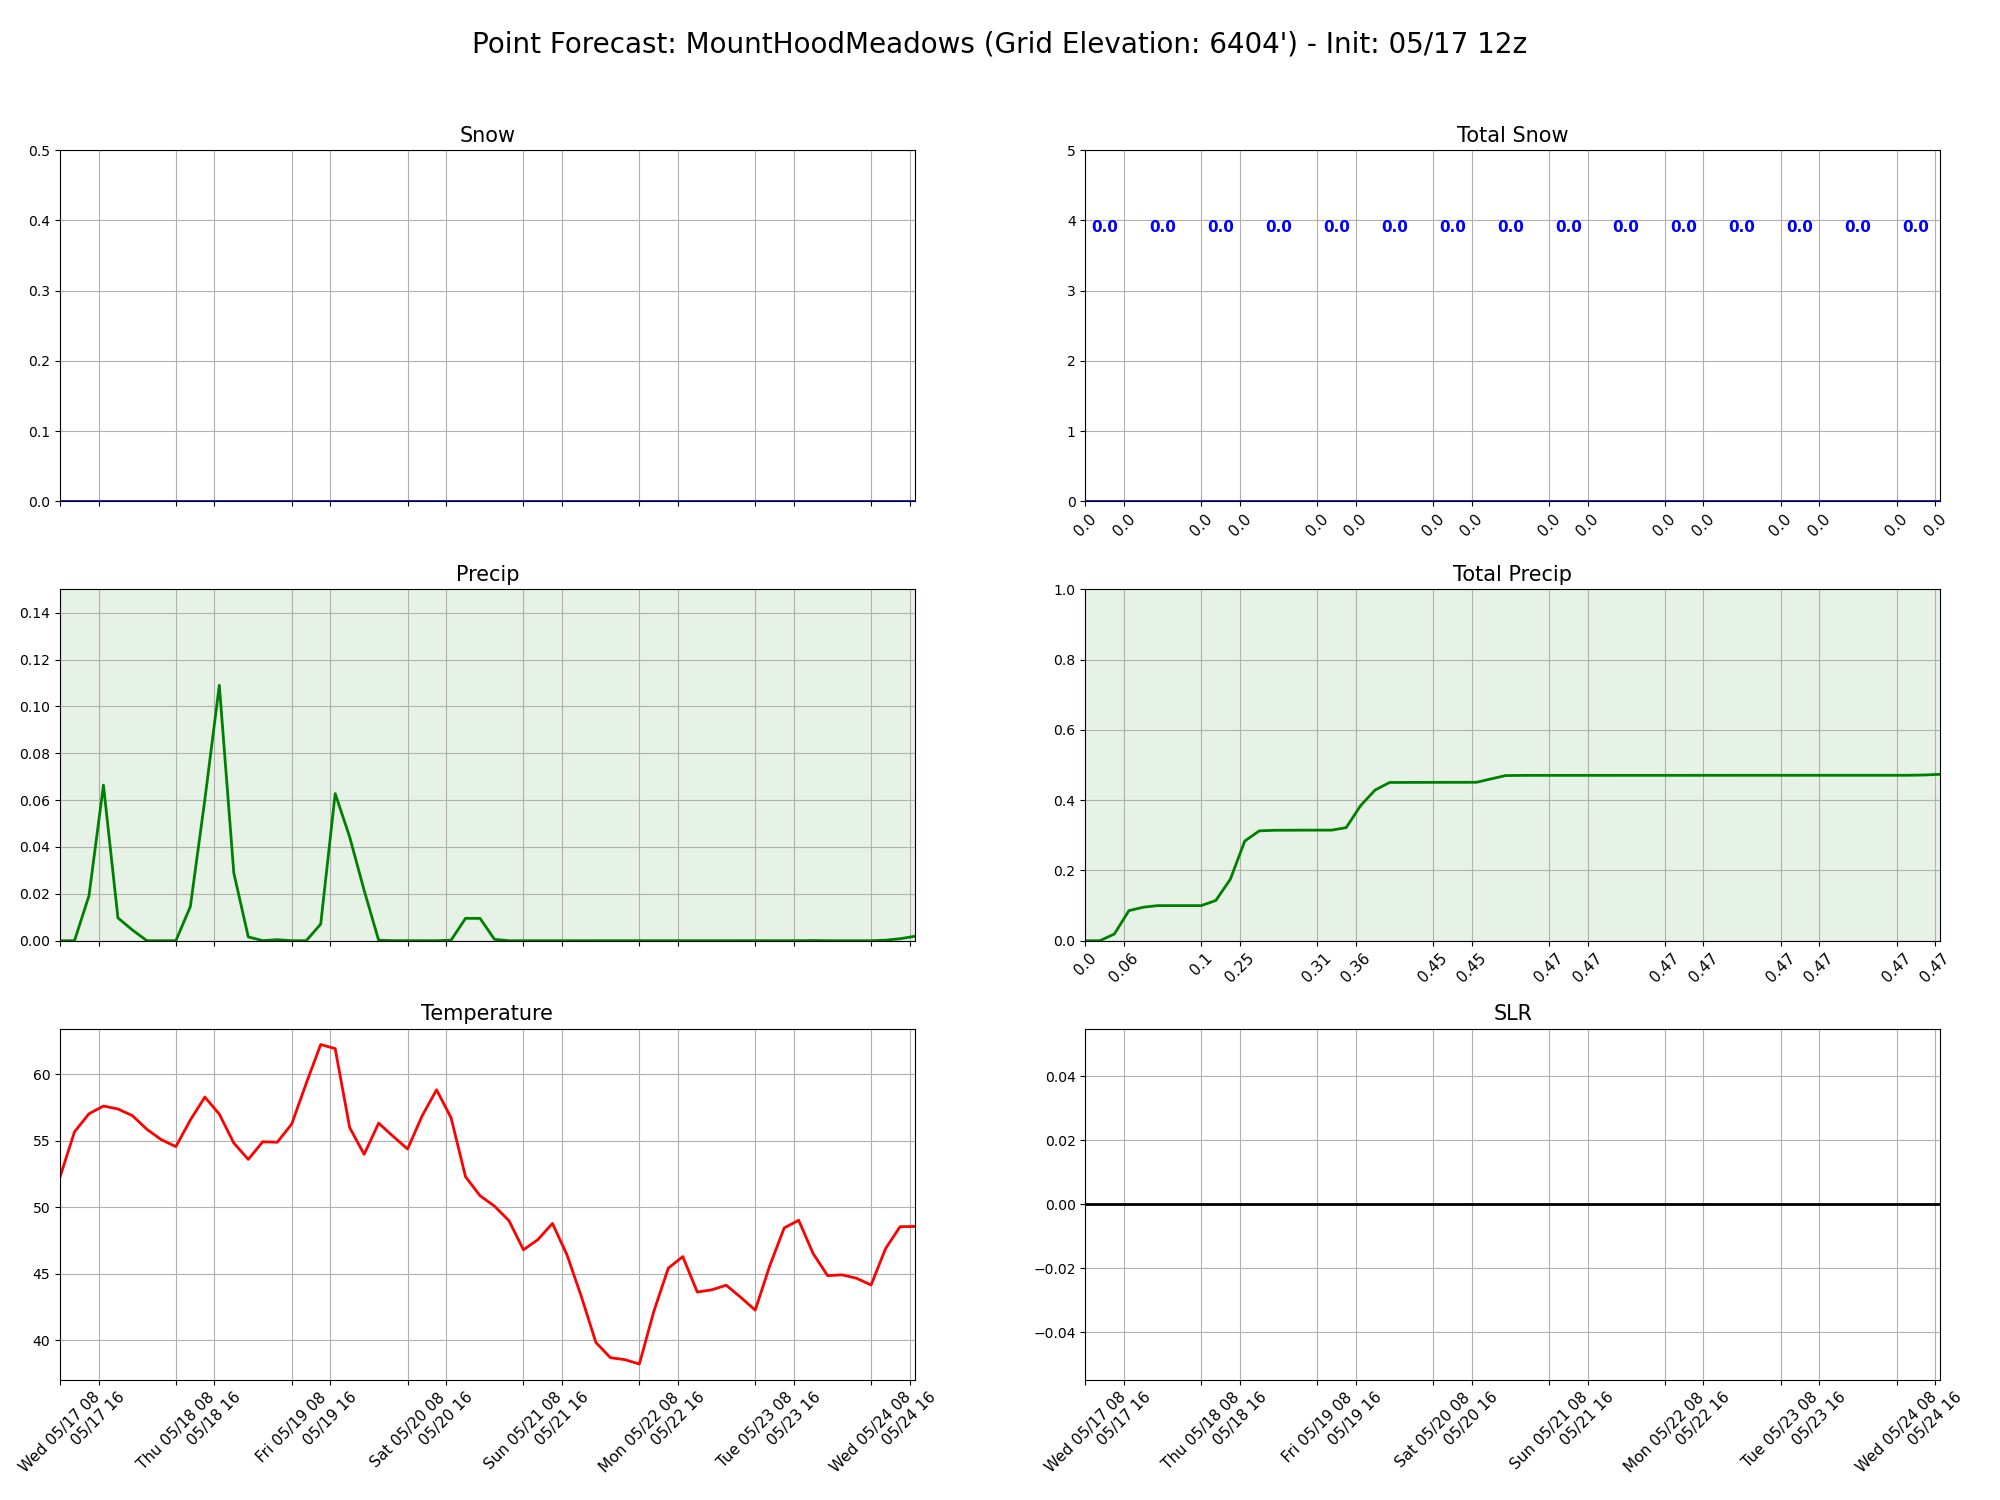 Point Forecast: MountHoodMeadows (Grid Elevation: 6404') - Init: 05/17 12z
Snow
0.5
0.4
0.3
0.2
0.1
0.0
Total Snow
5
4
3
2
1
0
0.0 0.0 0.0 0.0 0.0 0.0 0.0 0.0 0.0 0.0 0.0 0.0 0.0 0.0 0.0
0.0 0.0 0.0 0.0 0.0 0.0 0.0 0.0 0.0 0.0 0.0 0.0 0.0 0.0 0.0 0.0
Precip
0.14
0.12
0.10
0.08
0.06
0.04
0.02
0.00
Total Precip
1.0
0.8
0.6
0.4
0.2
0.0
0.0 0.06 0.1 0.25 0.31 0.36 0.45 0.45 0.47 0.47 0.47 0.47 0.47 0.47 0.47 0.47
Temperature
60
55
50
45
40
Wed 05/17 08
05/17 16
Thu 05/18 08
05/18 16
Fri 05/19 08
05/19 16
Sat 05/20 08
05/20 16
Sun 05/21 08
05/21 16
Mon 05/22 08
05/22 16
Tue 05/23 08
05/23 16
Wed 05/24 08
05/24 16
SLR
0.04
0.02
0.00
−0.02
−0.04
Wed 05/17 08
05/17 16
Thu 05/18 08
05/18 16
Fri 05/19 08
05/19 16
Sat 05/20 08
05/20 16
Sun 05/21 08
05/21 16
Mon 05/22 08
05/22 16
Tue 05/23 08
05/23 16
Wed 05/24 08
05/24 16